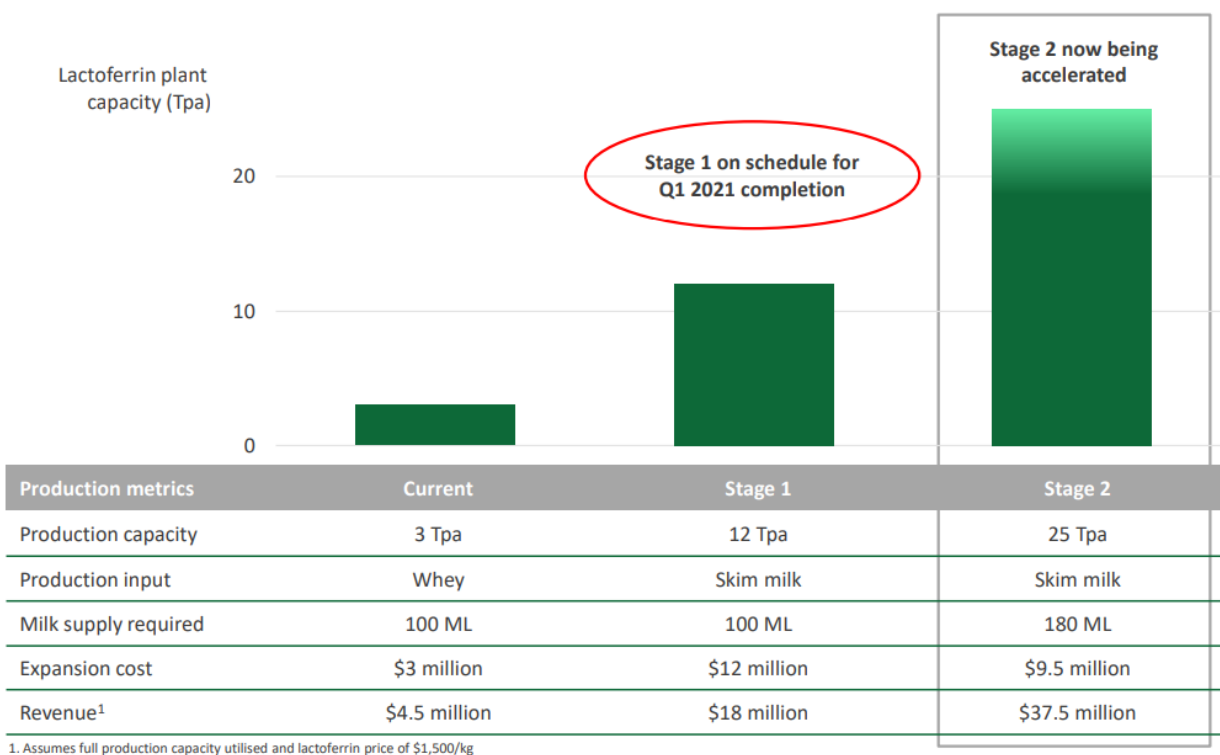 Lactoferrin plant
capacity (Tpa)
Stage 2 now being
accelerated
Stage 1 on schedule for
Q1 2021 completion
20
10
0
Production metrics Current Stage 1 Stage 2
Production capacity 3 Tpa 12 Tpa 25 Tpa
Production input Whey Skim milk Skim milk
Milk supply required 100 ML 100 ML 180 ML
Expansion cost $3 million $12 million $9.5 million
Revenue1 $4.5 million $18 million $37.5 million
1. Assumes full production capacity utilised and lactoferrin price of $1,500/kg